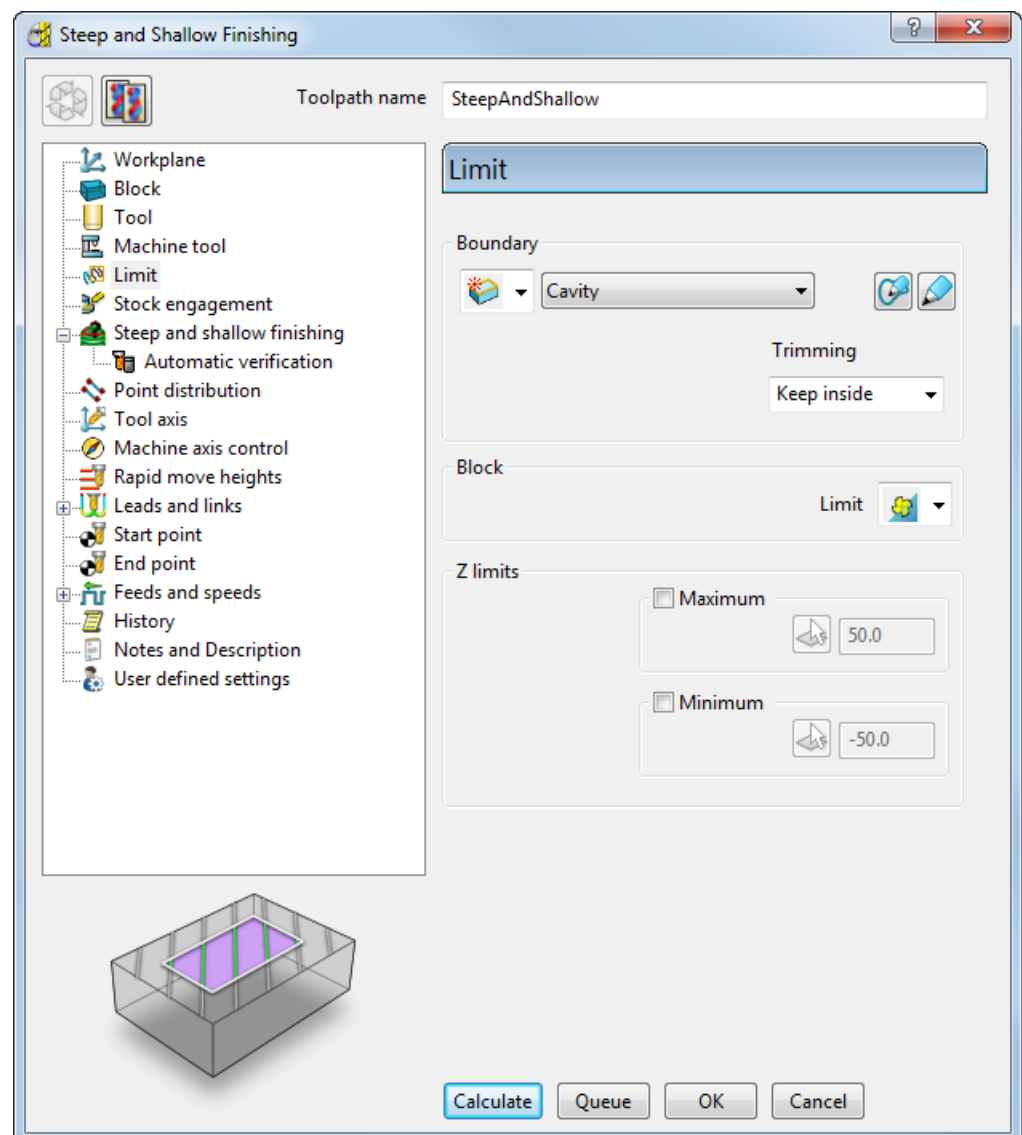 Steep and Shallow Finishing
Toolpath name
SteepAndShallow
Workplane
Block
Tool
Machine tool
Limit
Stock engagement
Steep and shallow finishing
Automatic verification
Point distribution
Tool axis
Machine axis control
Rapid move heights
Leads and links
Start point
End point
Feeds and speeds
History
Notes and Description
User defined settings
Limit
Boundary
Cavity
Trimming
Keep inside
Block
Limit
Z limits
Maximum
50.0
Minimum
-50.0
Calculate Queue OK Cancel